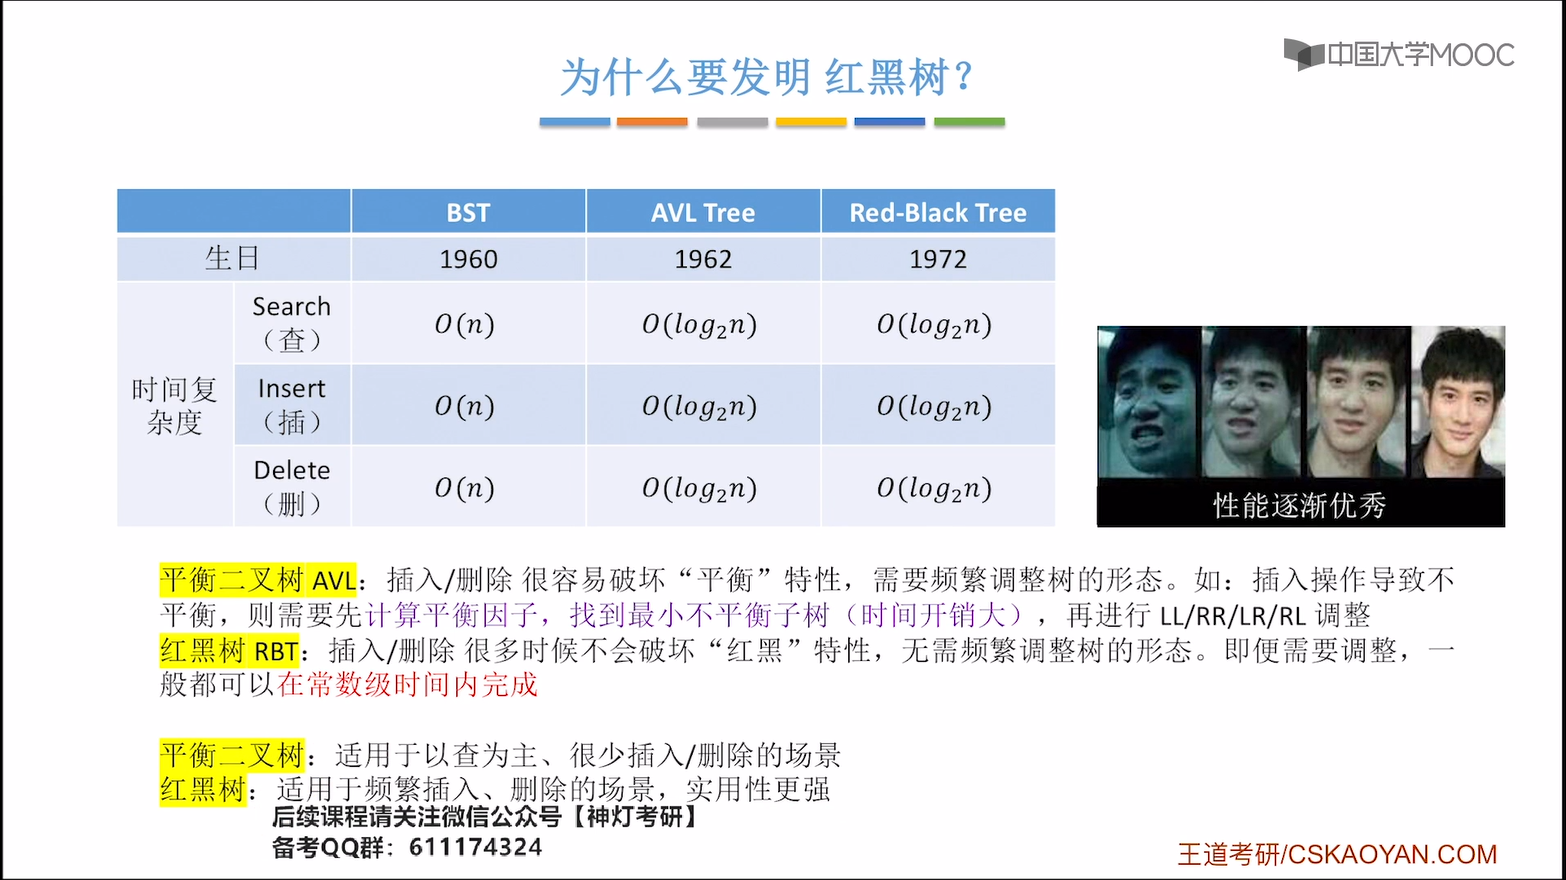 中国大学MOOC
为什么要发明 红黑树？
BST AVL Tree Red-Black Tree
生日 1960 1962 1972
时间复杂度
Search（查） O(n) O(log₂n) O(log₂n)
Insert（插） O(n) O(log₂n) O(log₂n)
Delete（删） O(n) O(log₂n) O(log₂n)
性能逐渐优秀
平衡二叉树 AVL：插入/删除 很容易破坏“平衡”特性，需要频繁调整树的形态。如：插入操作导致不
平衡，则需要先计算平衡因子，找到最小不平衡子树（时间开销大），再进行 LL/RR/LR/RL 调整
红黑树 RBT：插入/删除 很多时候不会破坏“红黑”特性，无需频繁调整树的形态。即便需要调整，一
般都可以在常数级时间内完成
平衡二叉树：适用于以查为主、很少插入/删除的场景
红黑树：适用于频繁插入、删除的场景，实用性更强
后续课程请关注微信公众号【神灯考研】
备考QQ群：611174324
王道考研/CSKAOYAN.COM